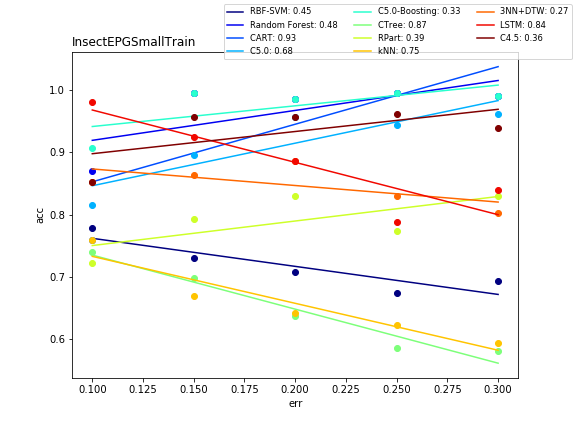 RBF-SVM: 0.45 C5.0-Boosting: 0.33 3NN+DTW: 0.27
Random Forest: 0.48 CTree: 0.87 LSTM: 0.84
CART: 0.93 RPart: 0.39 C4.5: 0.36
C5.0: 0.68 kNN: 0.75
InsectEPGSmallTrain
acc
1.0
0.9
0.8
0.7
0.6
0.100 0.125 0.150 0.175 0.200 0.225 0.250 0.275 0.300
err